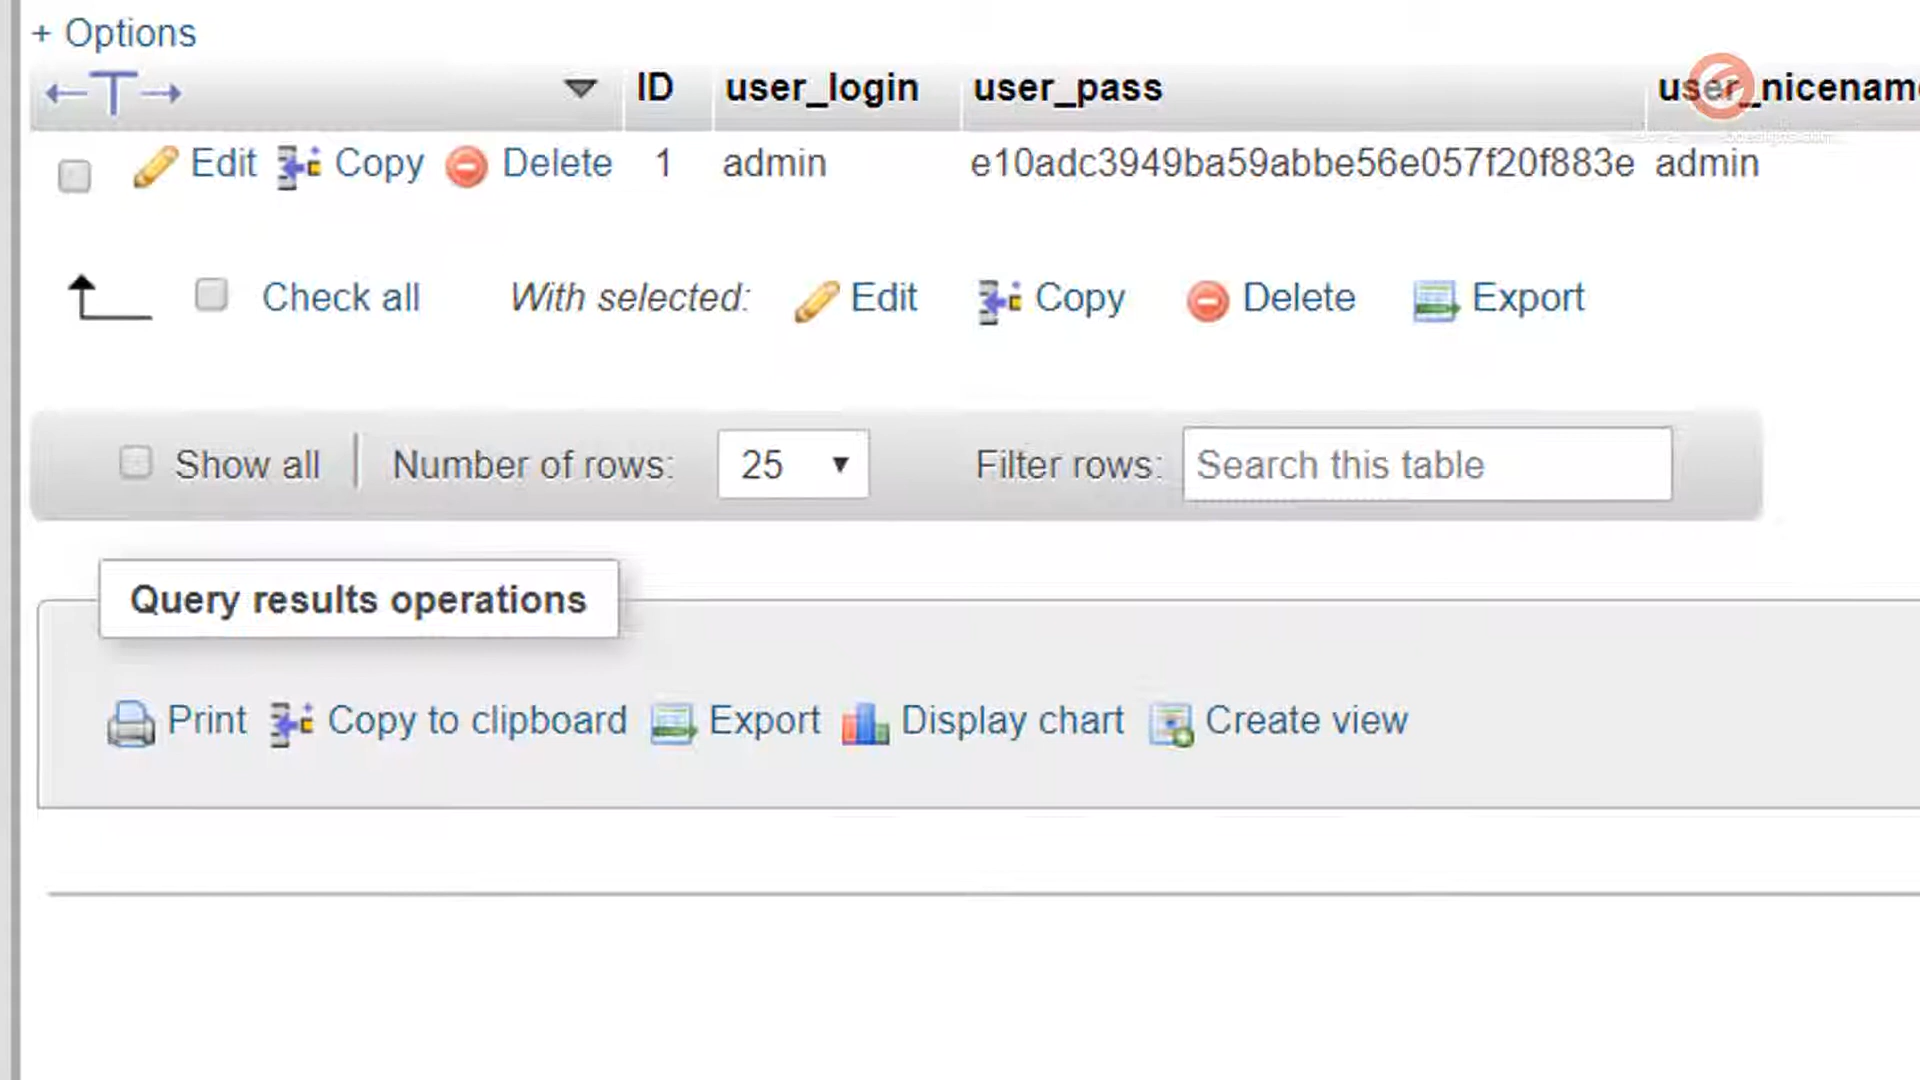 + Options
←T→ ▼ ID user_login user_pass user_nicenam
Edit Copy Delete 1 admin e10adc3949ba59abbe56e057f20f883e admin
Check all With selected: Edit Copy Delete Export
Show all Number of rows: 25 Filter rows: Search this table
Query results operations
Print Copy to clipboard Export Display chart Create view